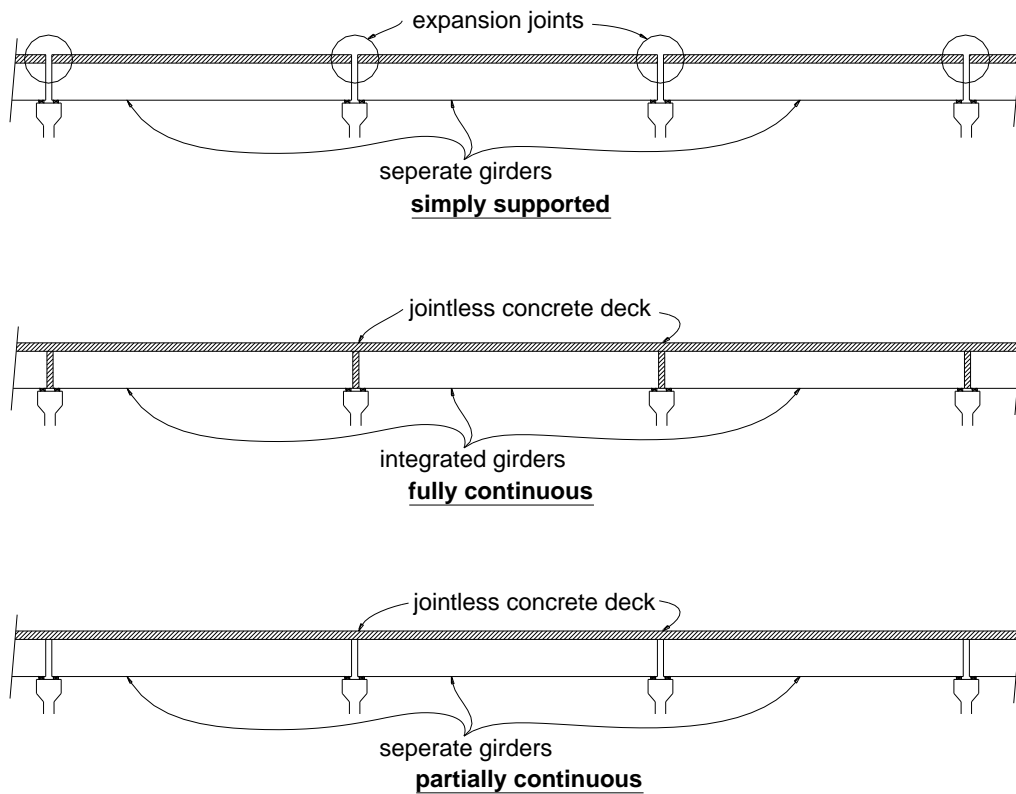 expansion joints
seperate girders
simply supported
jointless concrete deck
integrated girders
fully continuous
jointless concrete deck
seperate girders
partially continuous